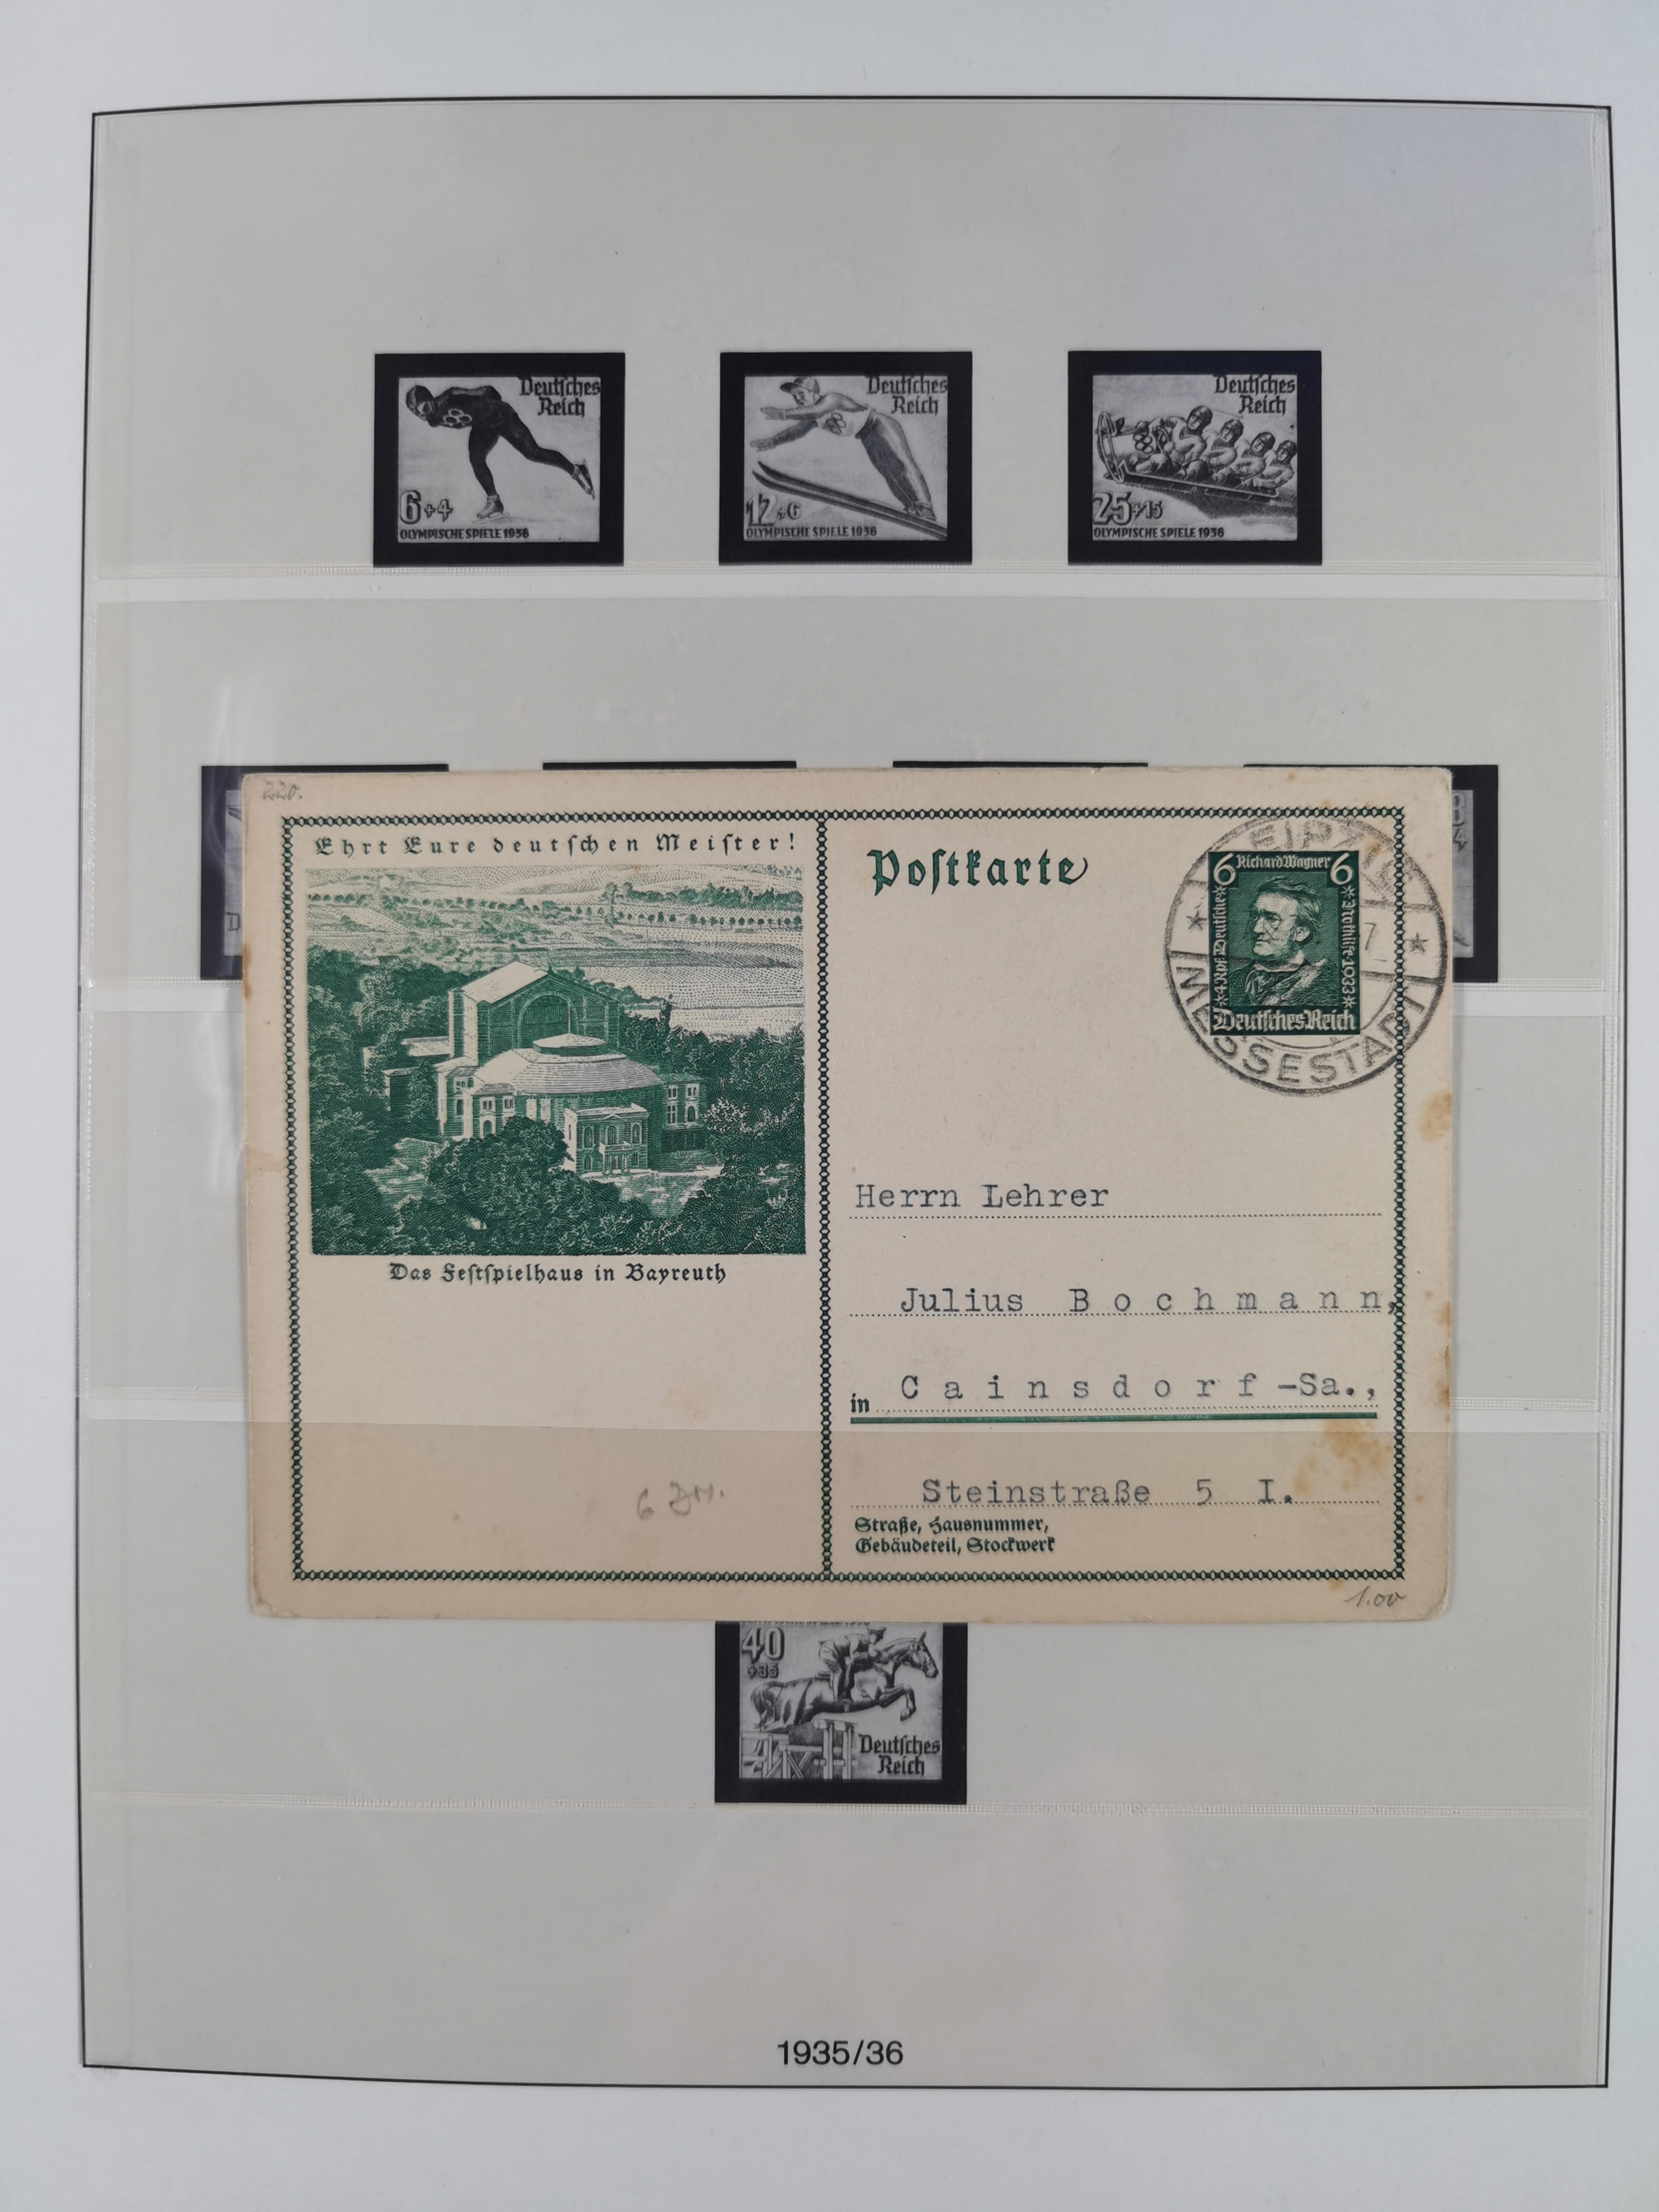 Deutsches
Reich
6+4
OLYMPISCHE SPIELE 1936
Deutsches
Reich
12+6
OLYMPISCHE SPIELE 1936
Deutsches
Reich
25+15
OLYMPISCHE SPIELE 1936
220.
Ehrt Eure deutschen Meister!
Das Festspielhaus in Bayreuth
Postkarte
LEIPZIG
MESSESTADT
6 Richard Wagner 6
Deutsches Reich
Herrn Lehrer
Julius Bochmann,
in Cainsdorf-Sa.,
Steinstraße 5 I.
Straße, Hausnummer,
Gebäudeteil, Stockwerk
1.00
40
+35
Deutsches
Reich
1935/36